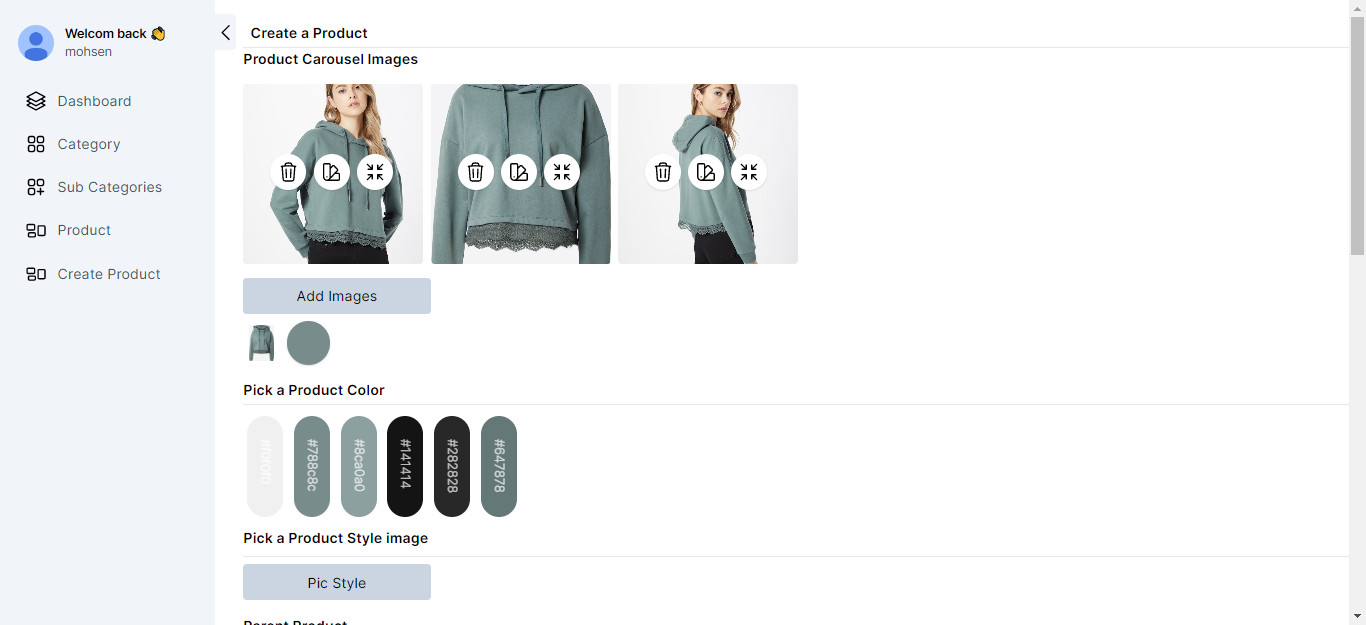 Welcom back 👏
mohsen
Dashboard
Category
Sub Categories
Product
Create Product
Create a Product
Product Carousel Images
Add Images
Pick a Product Color
#f0f0f0
#788c8c
#8ca0a0
#141414
#282828
#647878
Pick a Product Style image
Pic Style
Parent Product